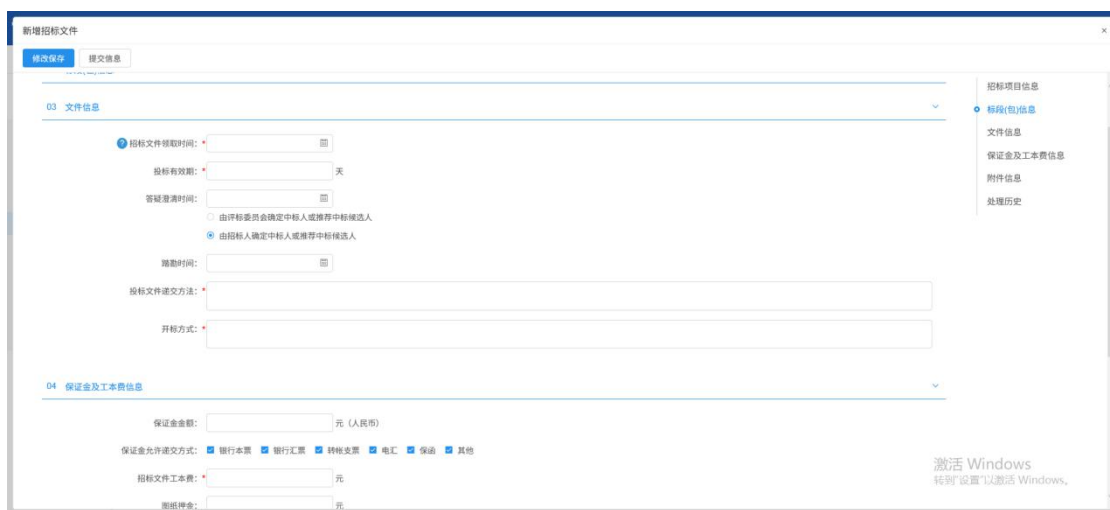 新增招标文件
×
修改保存 提交信息
03 文件信息
? 招标文件领取时间: *
投标有效期: * 天
答疑澄清时间:
由评标委员会确定中标人或推荐中标候选人
由招标人确定中标人或推荐中标候选人
踏勘时间:
投标文件递交方法: *
开标方式: *
04 保证金及工本费信息
保证金金额: 元（人民币）
保证金允许递交方式: 银行本票 银行汇票 转帐支票 电汇 保函 其他
招标文件工本费: * 元
图纸押金: 元
招标项目信息
标段(包)信息
文件信息
保证金及工本费信息
附件信息
处理历史
激活 Windows
转到"设置"以激活 Windows。